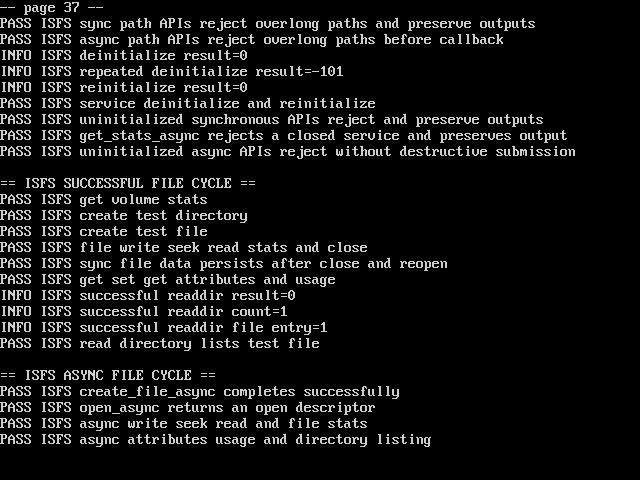 -- page 37 --
PASS ISFS sync path APIs reject overlong paths and preserve outputs
PASS ISFS async path APIs reject overlong paths before callback
INFO ISFS deinitialize result=0
INFO ISFS repeated deinitialize result=-101
INFO ISFS reinitialize result=0
PASS ISFS service deinitialize and reinitialize
PASS ISFS uninitialized synchronous APIs reject and preserve outputs
PASS ISFS get_stats_async rejects a closed service and preserves output
PASS ISFS uninitialized async APIs reject without destructive submission

== ISFS SUCCESSFUL FILE CYCLE ==
PASS ISFS get volume stats
PASS ISFS create test directory
PASS ISFS create test file
PASS ISFS file write seek read stats and close
PASS ISFS sync file data persists after close and reopen
PASS ISFS get set get attributes and usage
INFO ISFS successful readdir result=0
INFO ISFS successful readdir count=1
INFO ISFS successful readdir file entry=1
PASS ISFS read directory lists test file

== ISFS ASYNC FILE CYCLE ==
PASS ISFS create_file_async completes successfully
PASS ISFS open_async returns an open descriptor
PASS ISFS async write seek read and file stats
PASS ISFS async attributes usage and directory listing